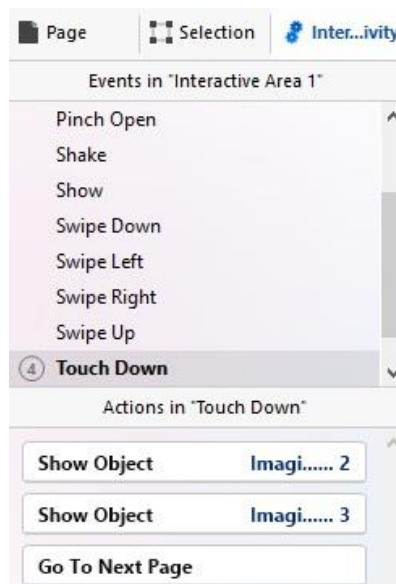 Page Selection Inter...ivity
Events in "Interactive Area 1"
Pinch Open
Shake
Show
Swipe Down
Swipe Left
Swipe Right
Swipe Up
4 Touch Down
Actions in "Touch Down"
Show Object Imagi...... 2
Show Object Imagi...... 3
Go To Next Page